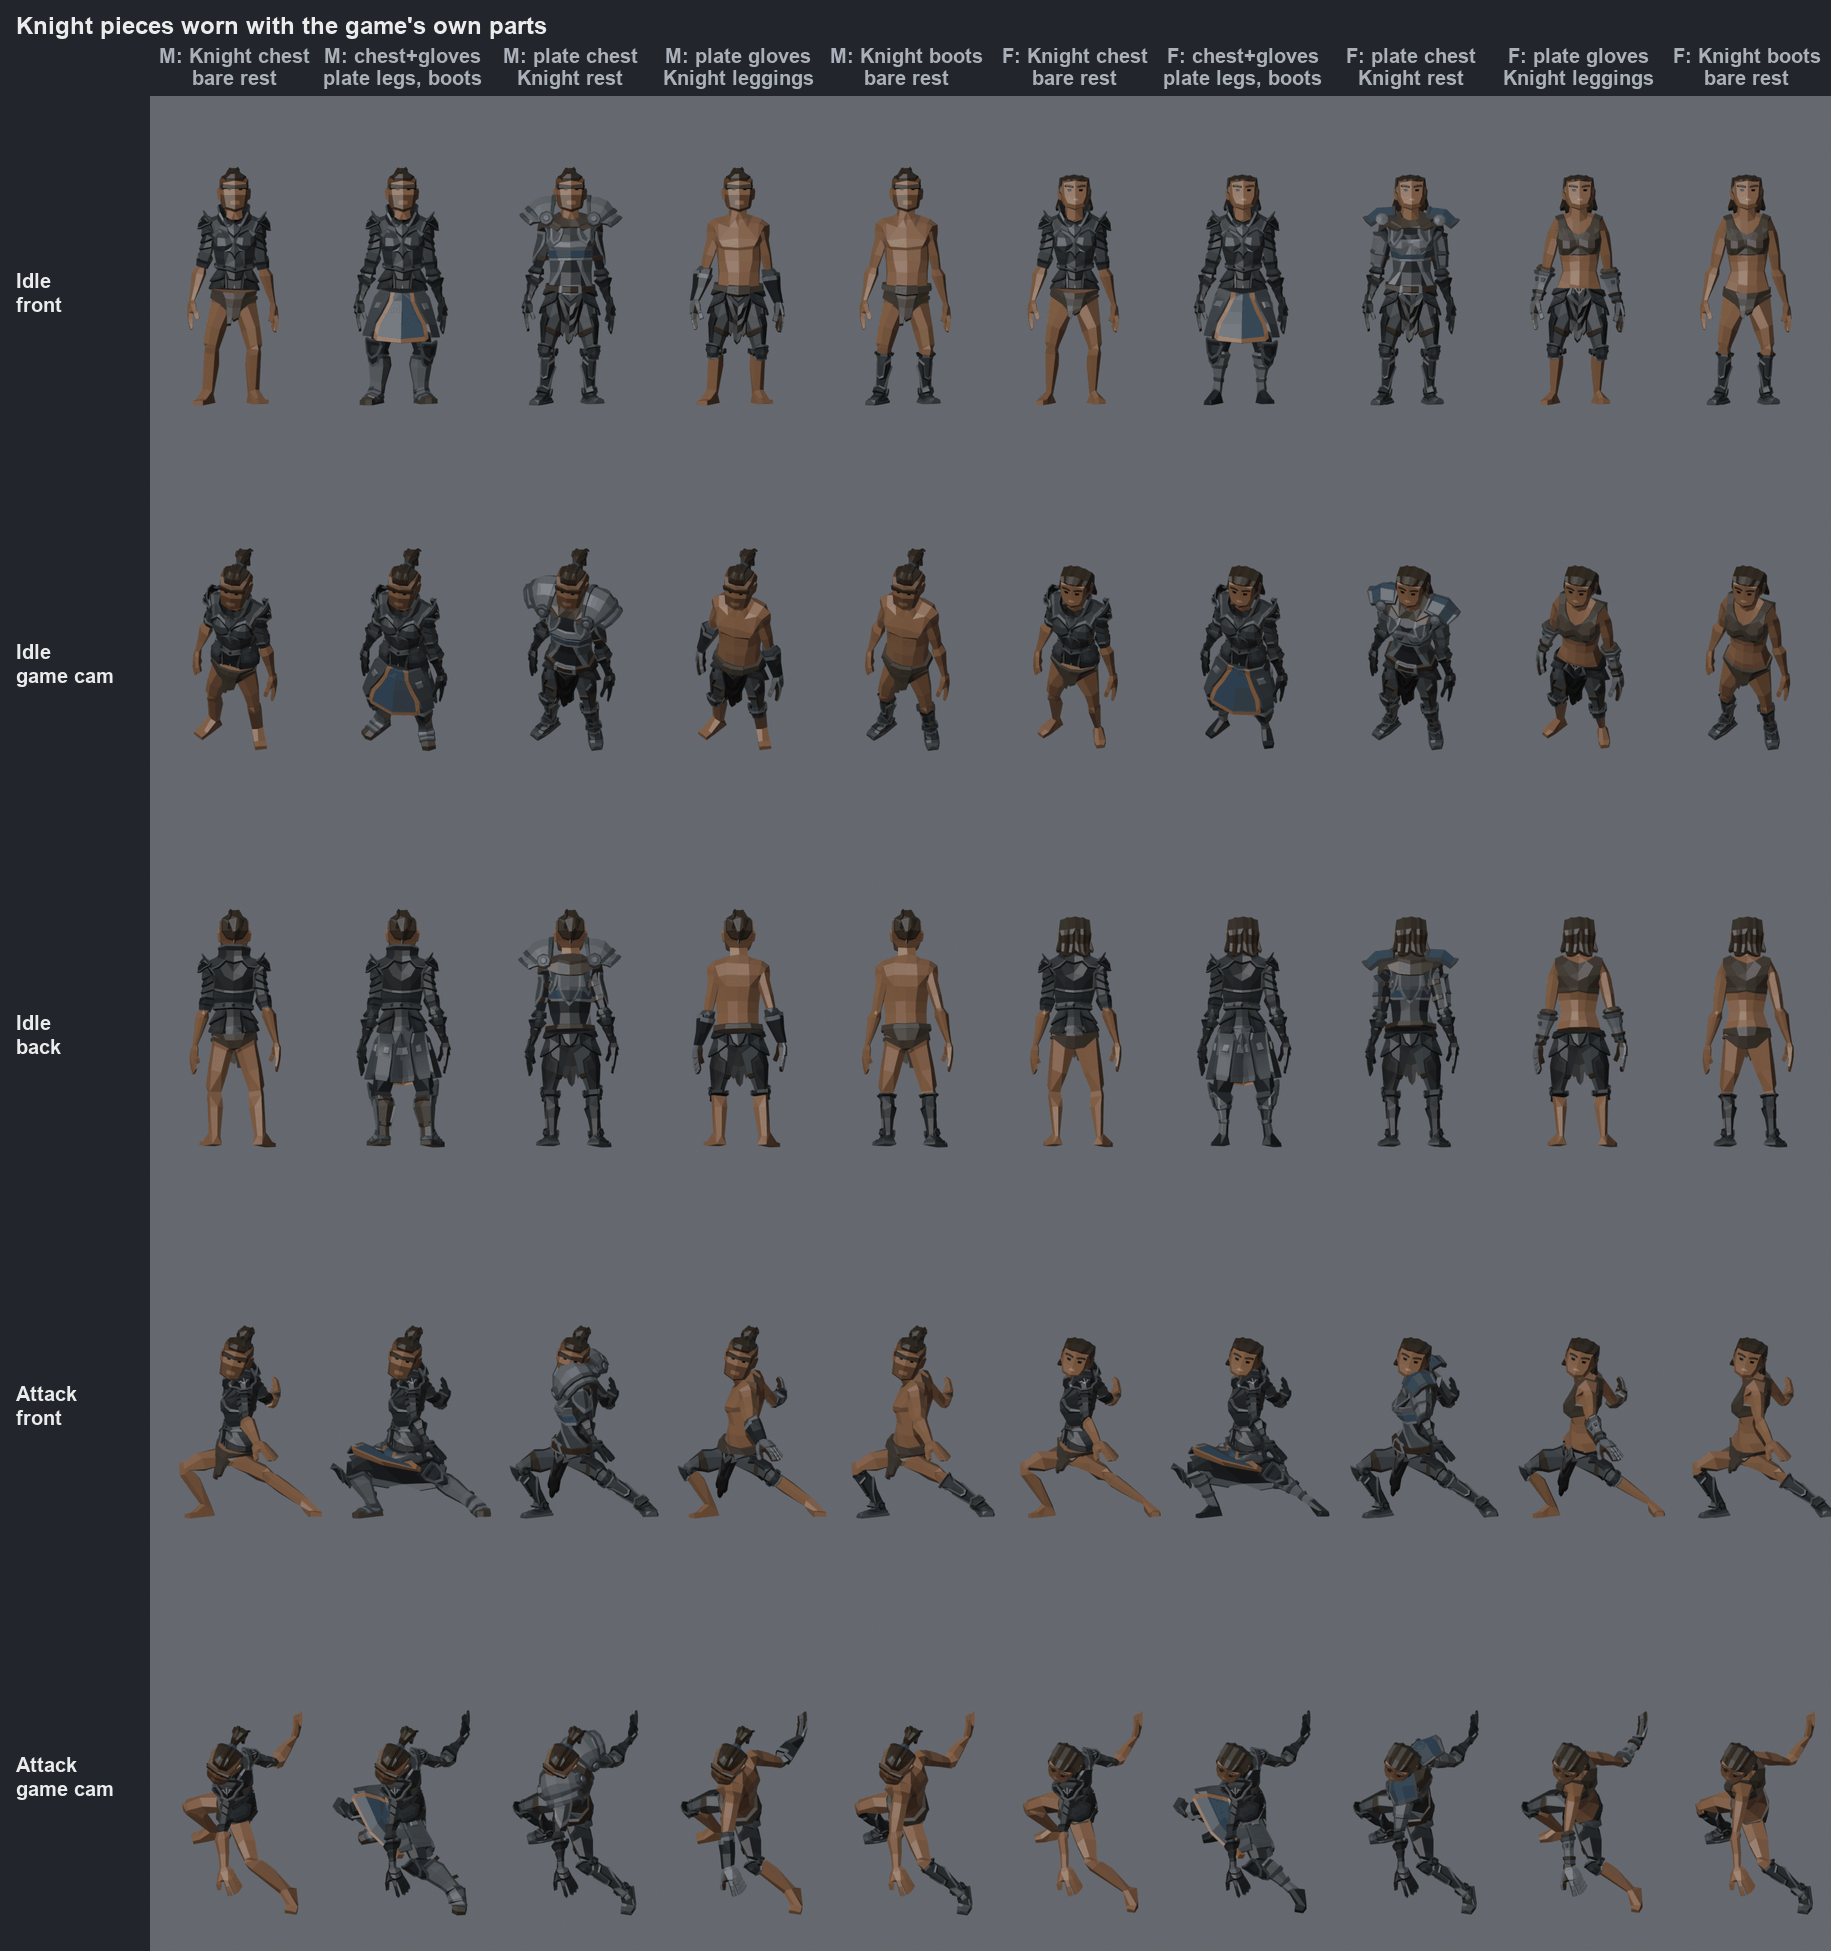 Knight pieces worn with the game's own parts
M: Knight chest
bare rest
M: chest+gloves
plate legs, boots
M: plate chest
Knight rest
M: plate gloves
Knight leggings
M: Knight boots
bare rest
F: Knight chest
bare rest
F: chest+gloves
plate legs, boots
F: plate chest
Knight rest
F: plate gloves
Knight leggings
F: Knight boots
bare rest
Idle
front
Idle
game cam
Idle
back
Attack
front
Attack
game cam